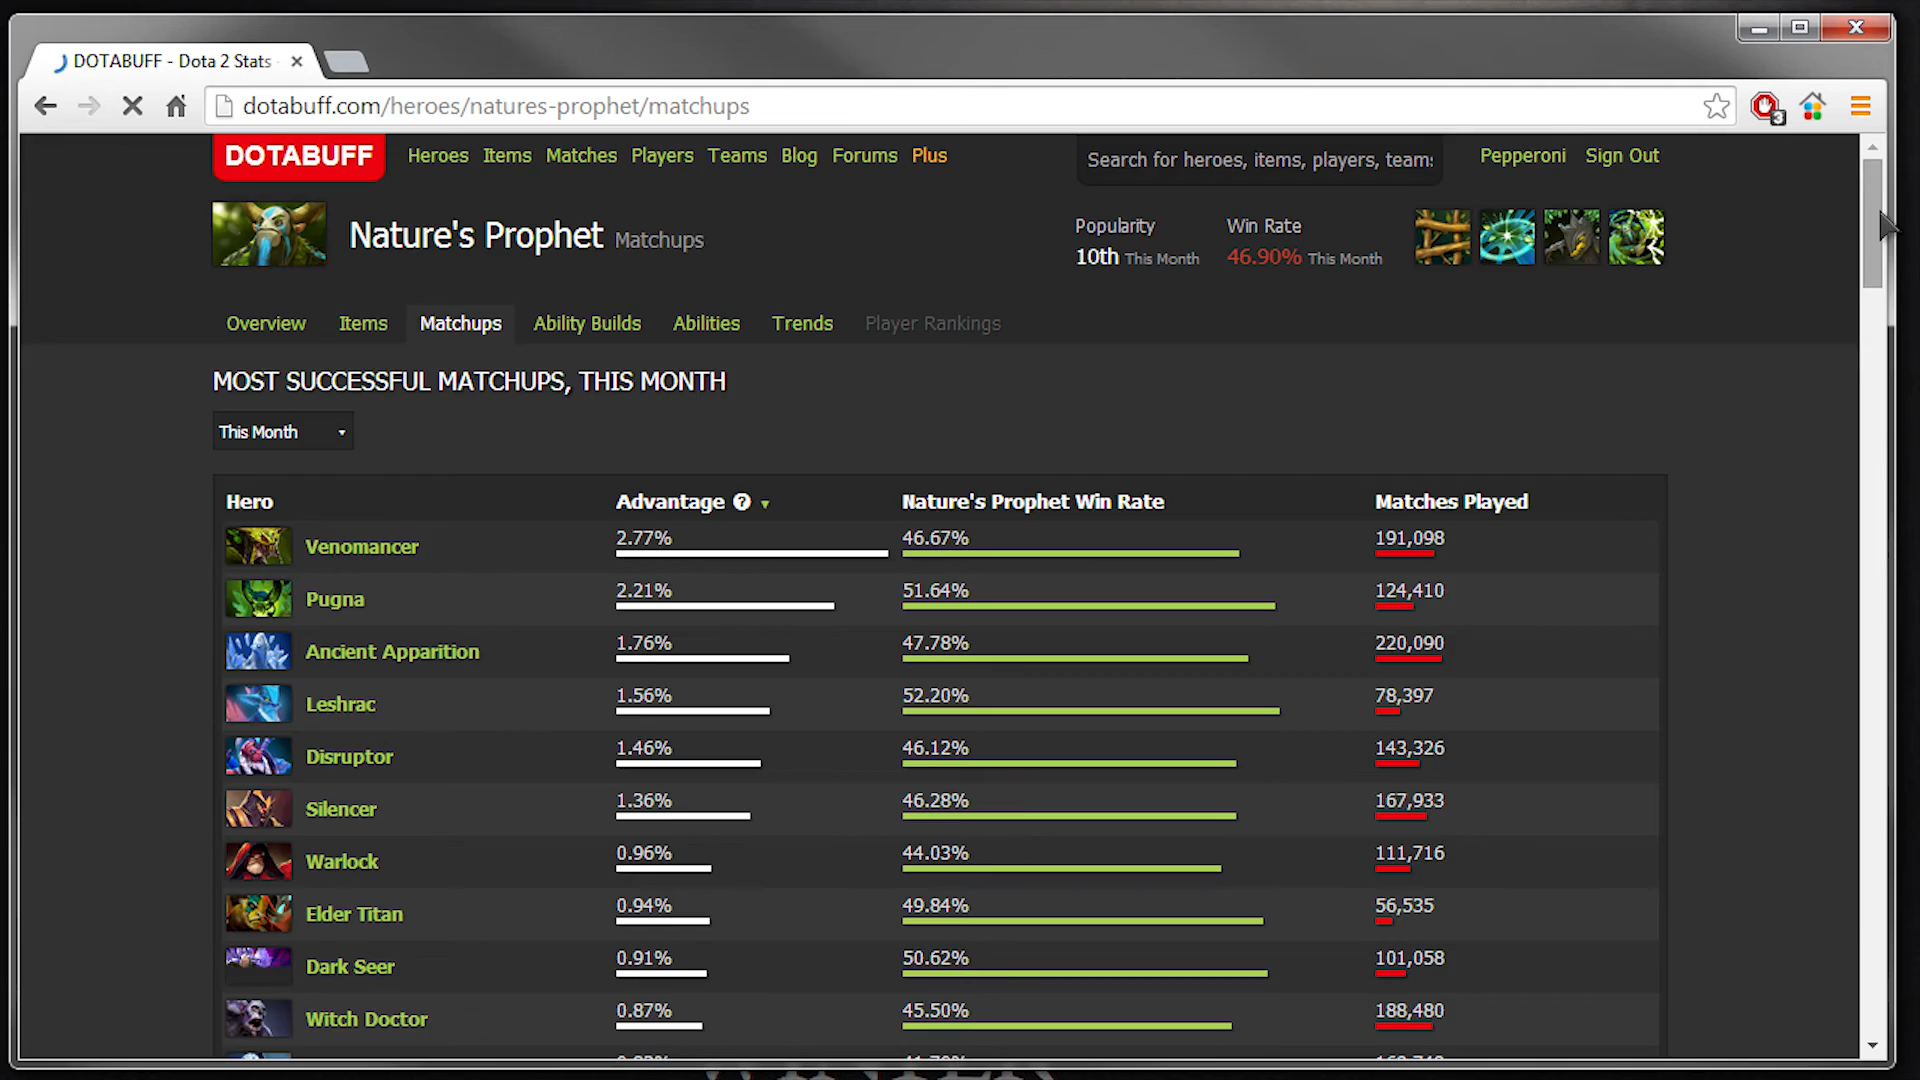 DOTABUFF - Dota 2 Stats
dotabuff.com/heroes/natures-prophet/matchups
3
DOTABUFF Heroes Items Matches Players Teams Blog Forums Plus Search for heroes, items, players, teams Pepperoni Sign Out
Nature's Prophet Matchups
Popularity Win Rate
10th This Month 46.90% This Month
Overview Items Matchups Ability Builds Abilities Trends Player Rankings
MOST SUCCESSFUL MATCHUPS, THIS MONTH
This Month
Hero Advantage ? Nature's Prophet Win Rate Matches Played
Venomancer 2.77% 46.67% 191,098
Pugna 2.21% 51.64% 124,410
Ancient Apparition 1.76% 47.78% 220,090
Leshrac 1.56% 52.20% 78,397
Disruptor 1.46% 46.12% 143,326
Silencer 1.36% 46.28% 167,933
Warlock 0.96% 44.03% 111,716
Elder Titan 0.94% 49.84% 56,535
Dark Seer 0.91% 50.62% 101,058
Witch Doctor 0.87% 45.50% 188,480